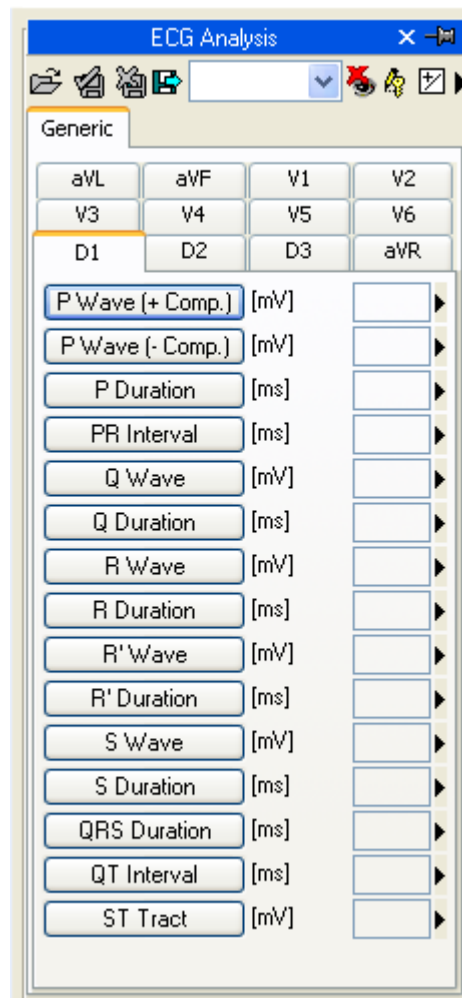 ECG Analysis
Generic
aVL aVF V1 V2
V3 V4 V5 V6
D1 D2 D3 aVR
P Wave (+ Comp.) [mV]
P Wave (- Comp.) [mV]
P Duration [ms]
PR Interval [ms]
Q Wave [mV]
Q Duration [ms]
R Wave [mV]
R Duration [ms]
R' Wave [mV]
R' Duration [ms]
S Wave [mV]
S Duration [ms]
QRS Duration [ms]
QT Interval [ms]
ST Tract [mV]